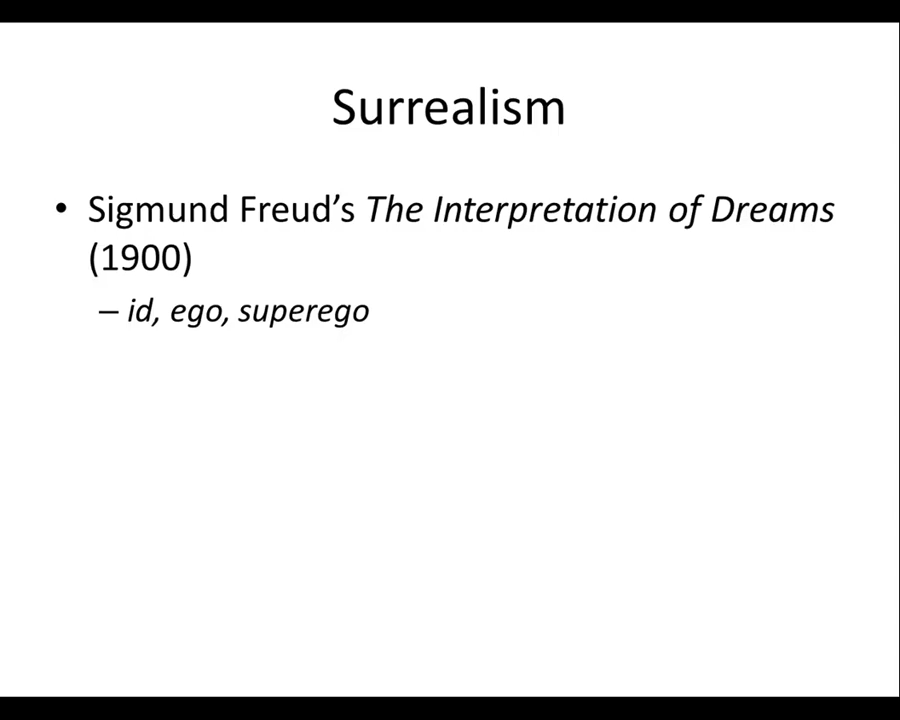 Surrealism
• Sigmund Freud’s The Interpretation of Dreams
(1900)
– id, ego, superego